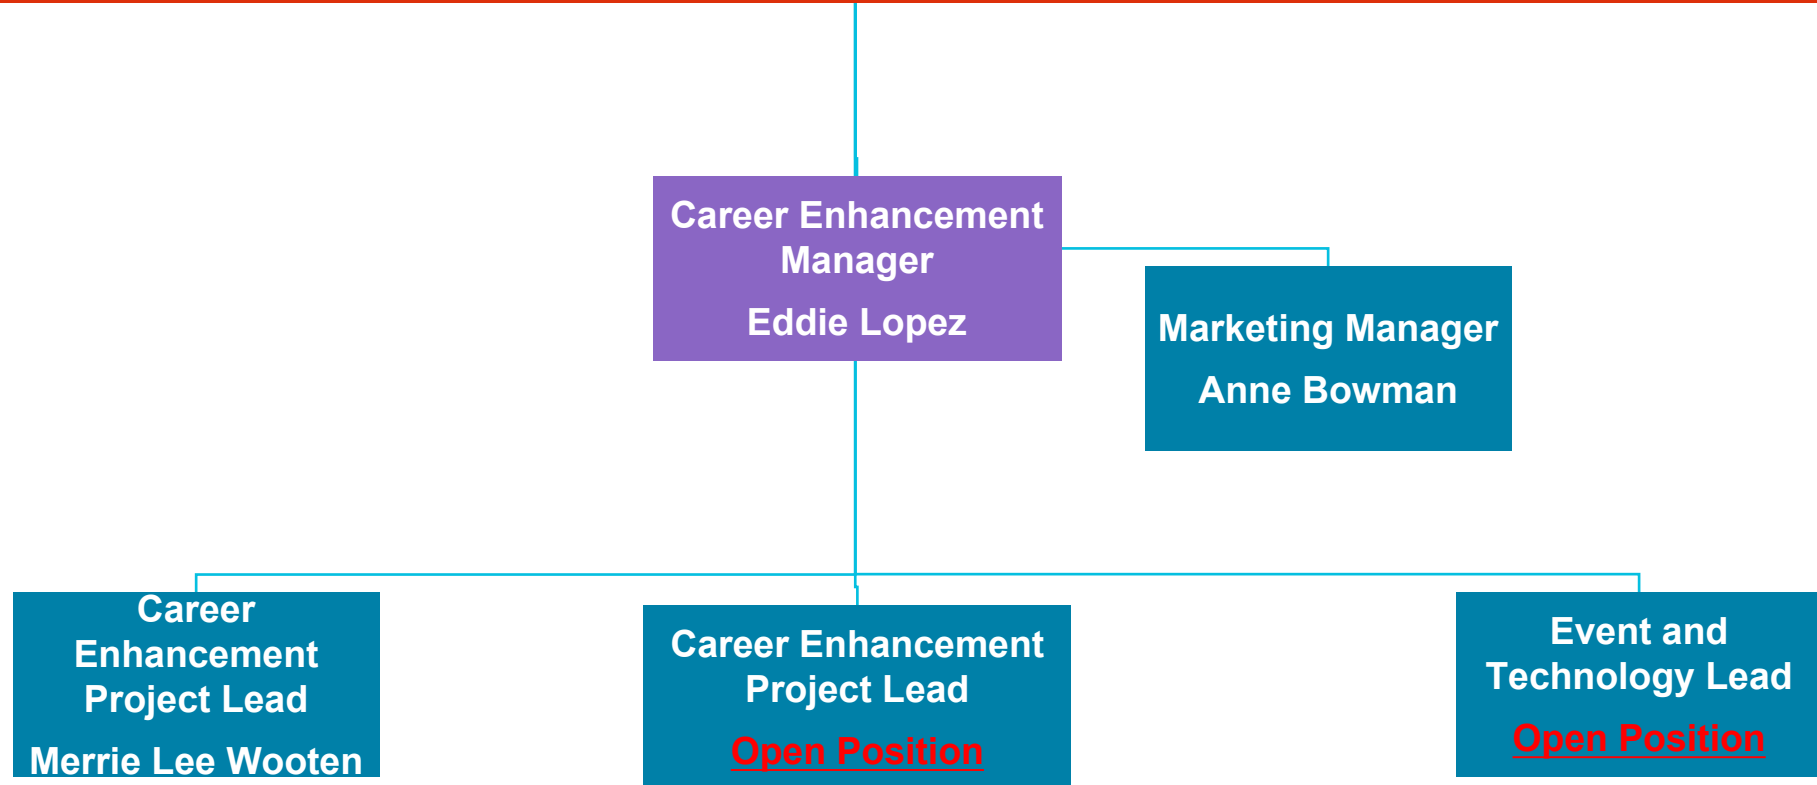 Career Enhancement
Manager
Eddie Lopez
Marketing Manager
Anne Bowman
Career
Enhancement
Project Lead
Merrie Lee Wooten
Career Enhancement
Project Lead
Open Position
Event and
Technology Lead
Open Position